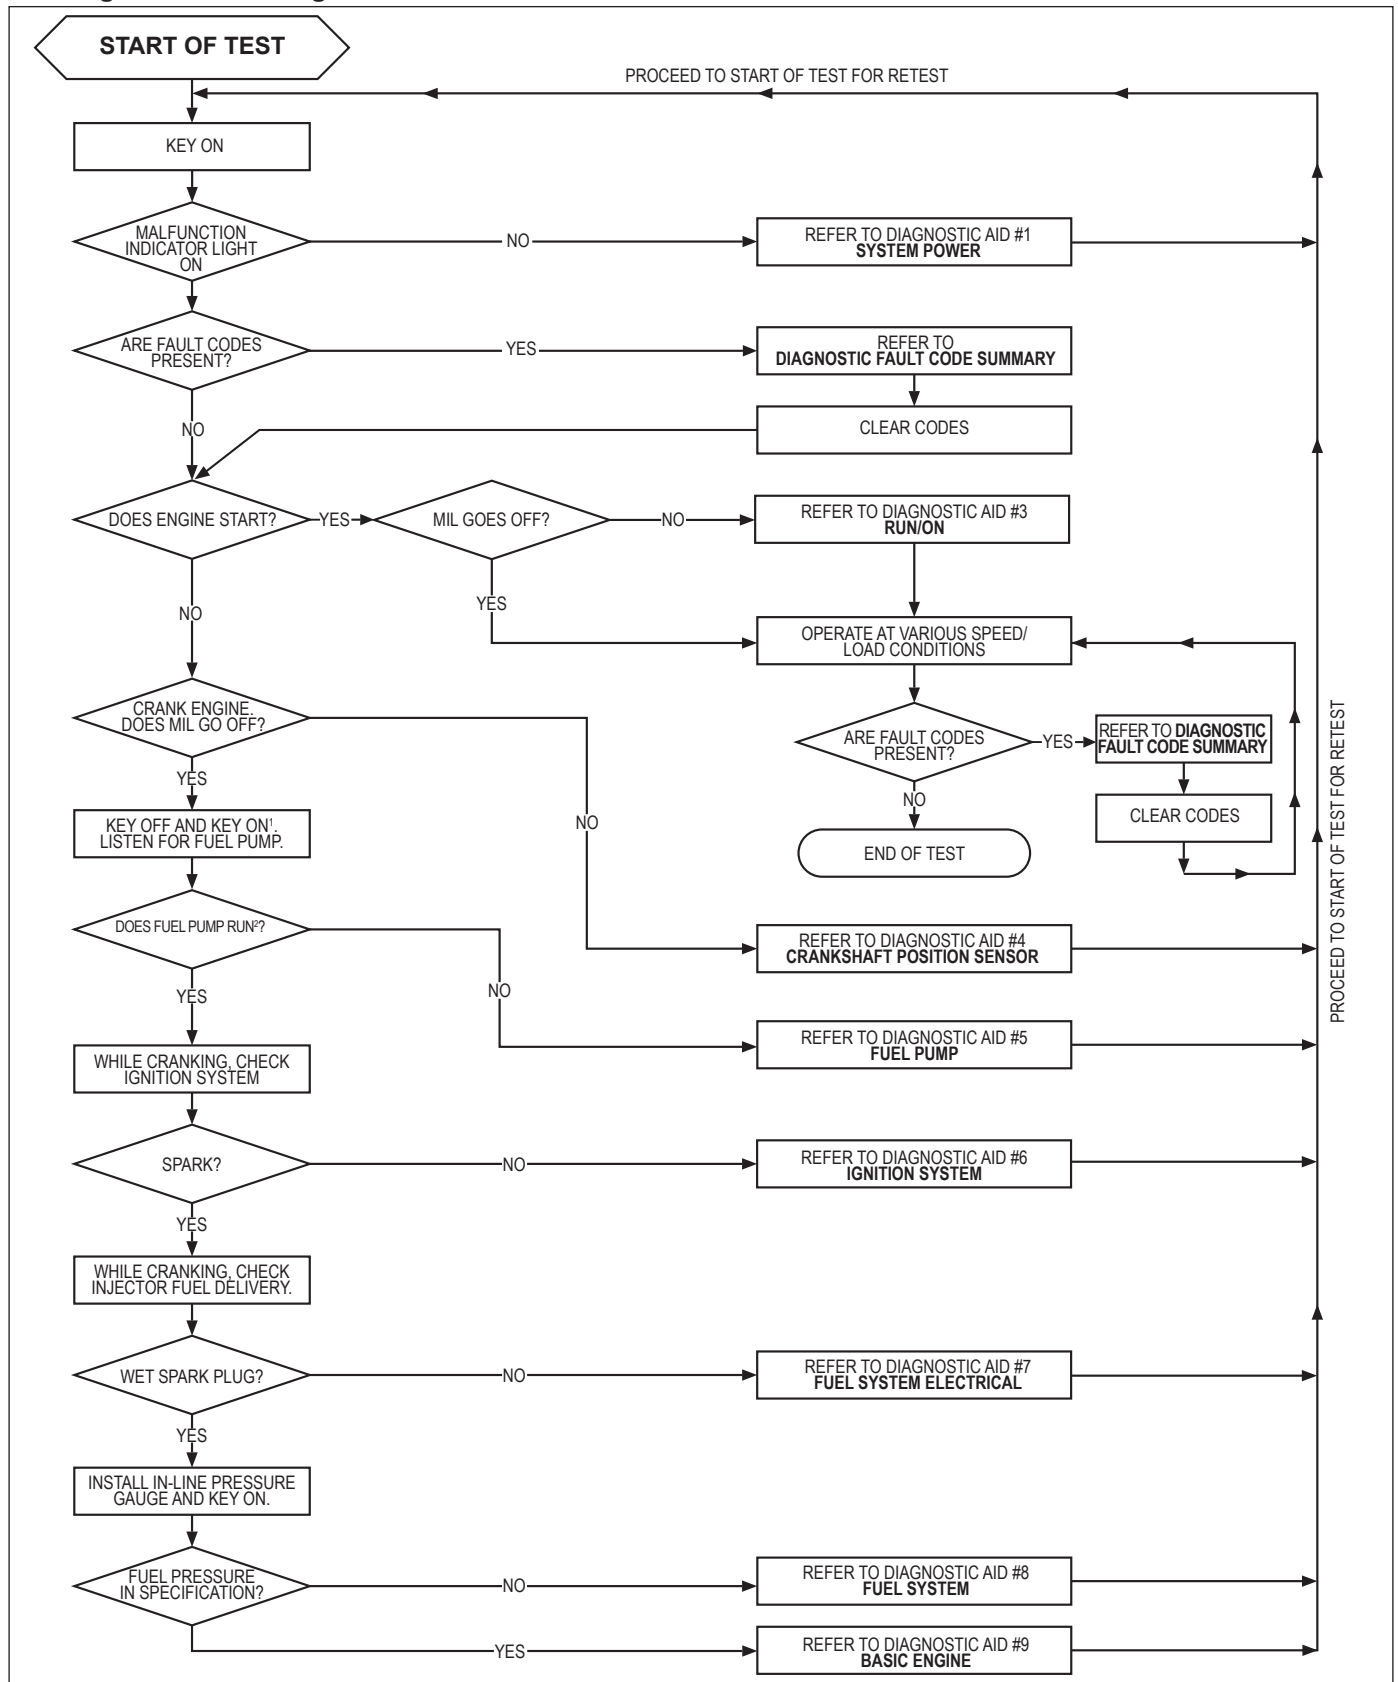 START OF TEST
PROCEED TO START OF TEST FOR RETEST
KEY ON
MALFUNCTION
INDICATOR LIGHT
ON
NO
REFER TO DIAGNOSTIC AID #1
SYSTEM POWER
ARE FAULT CODES
PRESENT?
YES
REFER TO
DIAGNOSTIC FAULT CODE SUMMARY
NO
CLEAR CODES
DOES ENGINE START?
YES
MIL GOES OFF?
NO
REFER TO DIAGNOSTIC AID #3
RUN/ON
NO
YES
OPERATE AT VARIOUS SPEED/
LOAD CONDITIONS
CRANK ENGINE.
DOES MIL GO OFF?
ARE FAULT CODES
PRESENT?
YES
REFER TO DIAGNOSTIC
FAULT CODE SUMMARY
YES
NO
CLEAR CODES
KEY OFF AND KEY ON¹.
LISTEN FOR FUEL PUMP.
NO
END OF TEST
PROCEED TO START OF TEST FOR RETEST
DOES FUEL PUMP RUN²?
REFER TO DIAGNOSTIC AID #4
CRANKSHAFT POSITION SENSOR
YES
NO
WHILE CRANKING, CHECK
IGNITION SYSTEM
REFER TO DIAGNOSTIC AID #5
FUEL PUMP
SPARK?
NO
REFER TO DIAGNOSTIC AID #6
IGNITION SYSTEM
YES
WHILE CRANKING, CHECK
INJECTOR FUEL DELIVERY.
WET SPARK PLUG?
NO
REFER TO DIAGNOSTIC AID #7
FUEL SYSTEM ELECTRICAL
YES
INSTALL IN-LINE PRESSURE
GAUGE AND KEY ON.
FUEL PRESSURE
IN SPECIFICATION?
NO
REFER TO DIAGNOSTIC AID #8
FUEL SYSTEM
YES
REFER TO DIAGNOSTIC AID #9
BASIC ENGINE